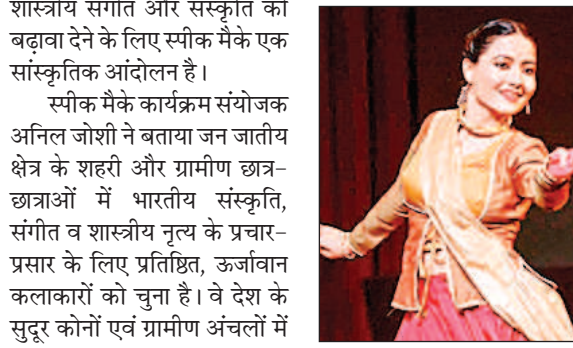 शास्त्रीय संगीत और संस्कृति को
बढ़ावा देने के लिए स्पीक मैके एक
सांस्कृतिक आंदोलन है।
स्पीक मैके कार्यक्रम संयोजक
अनिल जोशी ने बताया जन जातीय
क्षेत्र के शहरी और ग्रामीण छात्र-
छात्राओं में भारतीय संस्कृति,
संगीत व शास्त्रीय नृत्य के प्रचार-
प्रसार के लिए प्रतिष्ठित, ऊर्जावान
कलाकारों को चुना है। वे देश के
सुदूर कोनों एवं ग्रामीण अंचलों में